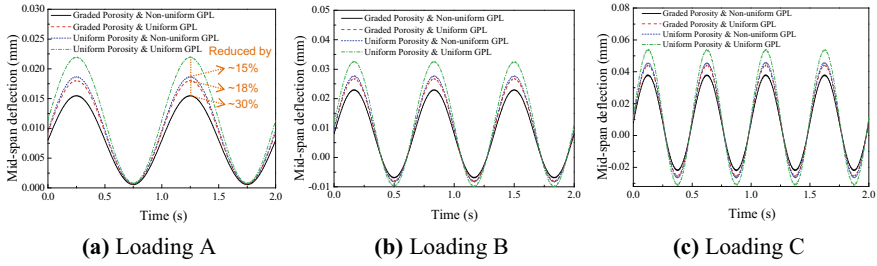 Mid-span deflection (mm)
0.030
0.025
0.020
0.015
0.010
0.005
0.000
Graded Porosity & Non-uniform GPL
Graded Porosity & Uniform GPL
Uniform Porosity & Non-uniform GPL
Uniform Porosity & Uniform GPL
Reduced by
~15%
~18%
~30%
0.0 0.5 1.0 1.5 2.0
Time (s)
(a) Loading A
Mid-span deflection (mm)
0.05
0.04
0.03
0.02
0.01
0.00
-0.01
Graded Porosity & Non-uniform GPL
Graded Porosity & Uniform GPL
Uniform Porosity & Non-uniform GPL
Uniform Porosity & Uniform GPL
0.0 0.5 1.0 1.5 2.0
Time (s)
(b) Loading B
Mid-span deflection (mm)
0.08
0.06
0.04
0.02
0.00
-0.02
Graded Porosity & Non-uniform GPL
Graded Porosity & Uniform GPL
Uniform Porosity & Non-uniform GPL
Uniform Porosity & Uniform GPL
0.0 0.5 1.0 1.5 2.0
Time (s)
(c) Loading C